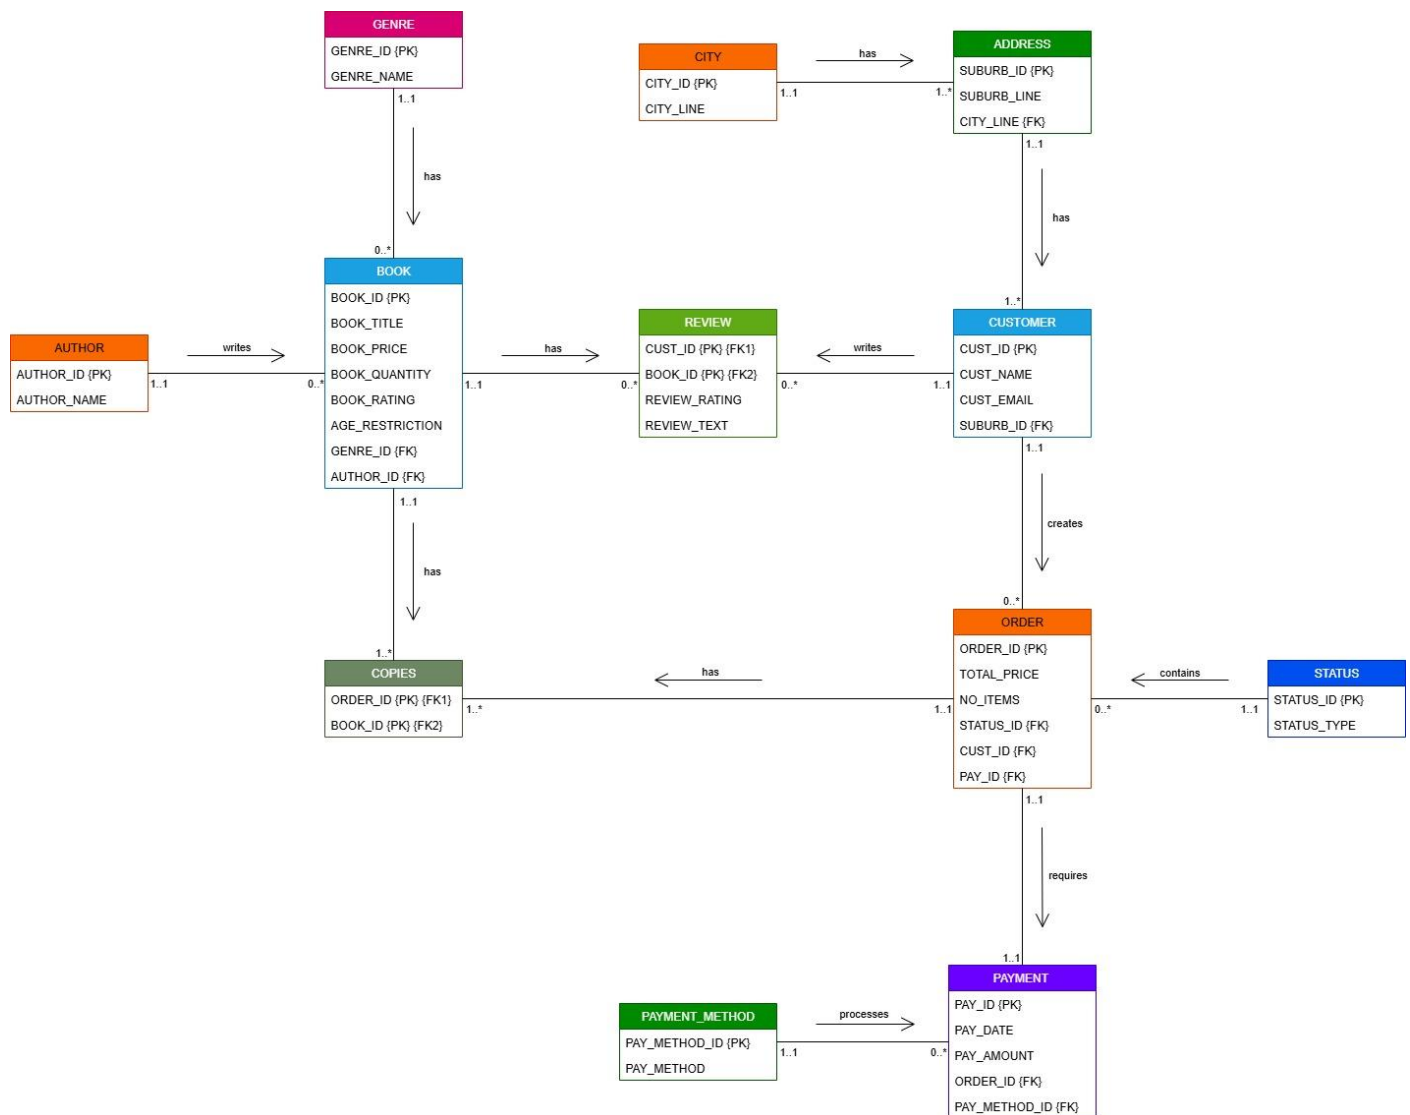 GENRE
GENRE_ID {PK}
GENRE_NAME
1..1
has
0..*
CITY
CITY_ID {PK}
CITY_LINE
has
1..1
1..*
ADDRESS
SUBURB_ID {PK}
SUBURB_LINE
CITY_LINE {FK}
1..1
has
1..*
AUTHOR
AUTHOR_ID {PK}
AUTHOR_NAME
writes
1..1
0..*
BOOK
BOOK_ID {PK}
BOOK_TITLE
BOOK_PRICE
BOOK_QUANTITY
BOOK_RATING
AGE_RESTRICTION
GENRE_ID {FK}
AUTHOR_ID {FK}
has
1..1
0..*
REVIEW
CUST_ID {PK} {FK1}
BOOK_ID {PK} {FK2}
REVIEW_RATING
REVIEW_TEXT
writes
0..*
1..1
CUSTOMER
CUST_ID {PK}
CUST_NAME
CUST_EMAIL
SUBURB_ID {FK}
1..1
creates
0..*
1..1
has
1..*
COPIES
ORDER_ID {PK} {FK1}
BOOK_ID {PK} {FK2}
has
1..*
1..1
ORDER
ORDER_ID {PK}
TOTAL_PRICE
NO_ITEMS
STATUS_ID {FK}
CUST_ID {FK}
PAY_ID {FK}
contains
0..*
1..1
STATUS
STATUS_ID {PK}
STATUS_TYPE
1..1
requires
1..1
PAYMENT_METHOD
PAY_METHOD_ID {PK}
PAY_METHOD
processes
1..1
0..*
PAYMENT
PAY_ID {PK}
PAY_DATE
PAY_AMOUNT
ORDER_ID {FK}
PAY_METHOD_ID {FK}